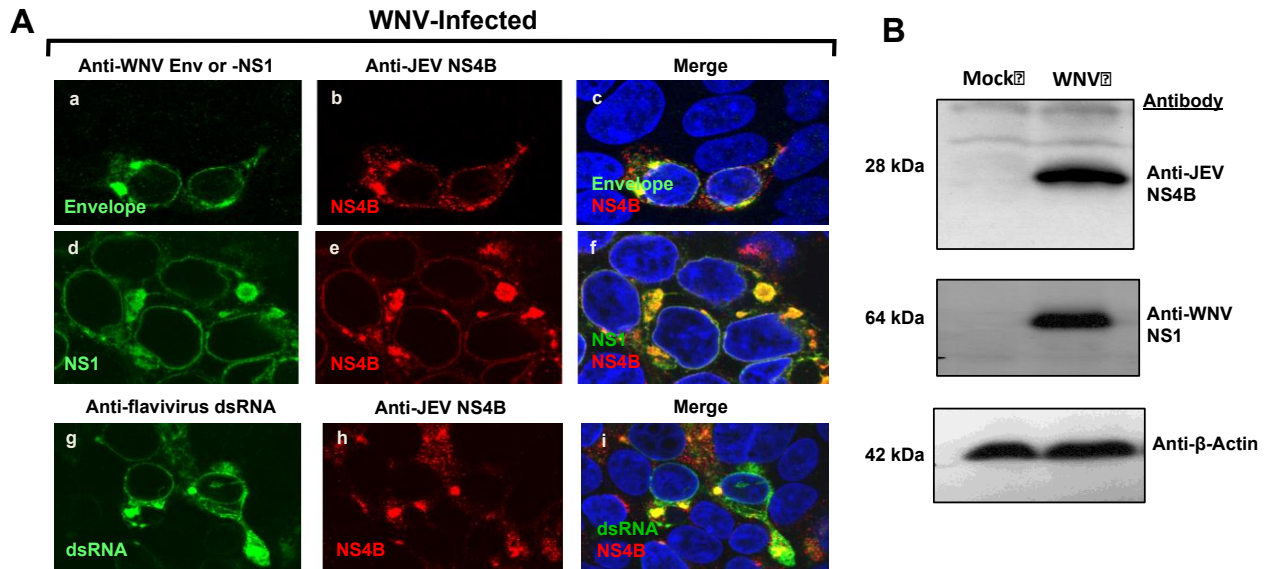 A
WNV-Infected
Anti-WNV Env or -NS1
Anti-JEV NS4B
Merge
a
Envelope
b
NS4B
c
Envelope
NS4B
d
NS1
e
NS4B
f
NS1
NS4B
Anti-flavivirus dsRNA
Anti-JEV NS4B
Merge
g
dsRNA
h
NS4B
i
dsRNA
NS4B
B
Mock⍰
WNV⍰
Antibody
28 kDa
Anti-JEV
NS4B
64 kDa
Anti-WNV
NS1
42 kDa
Anti-β-Actin